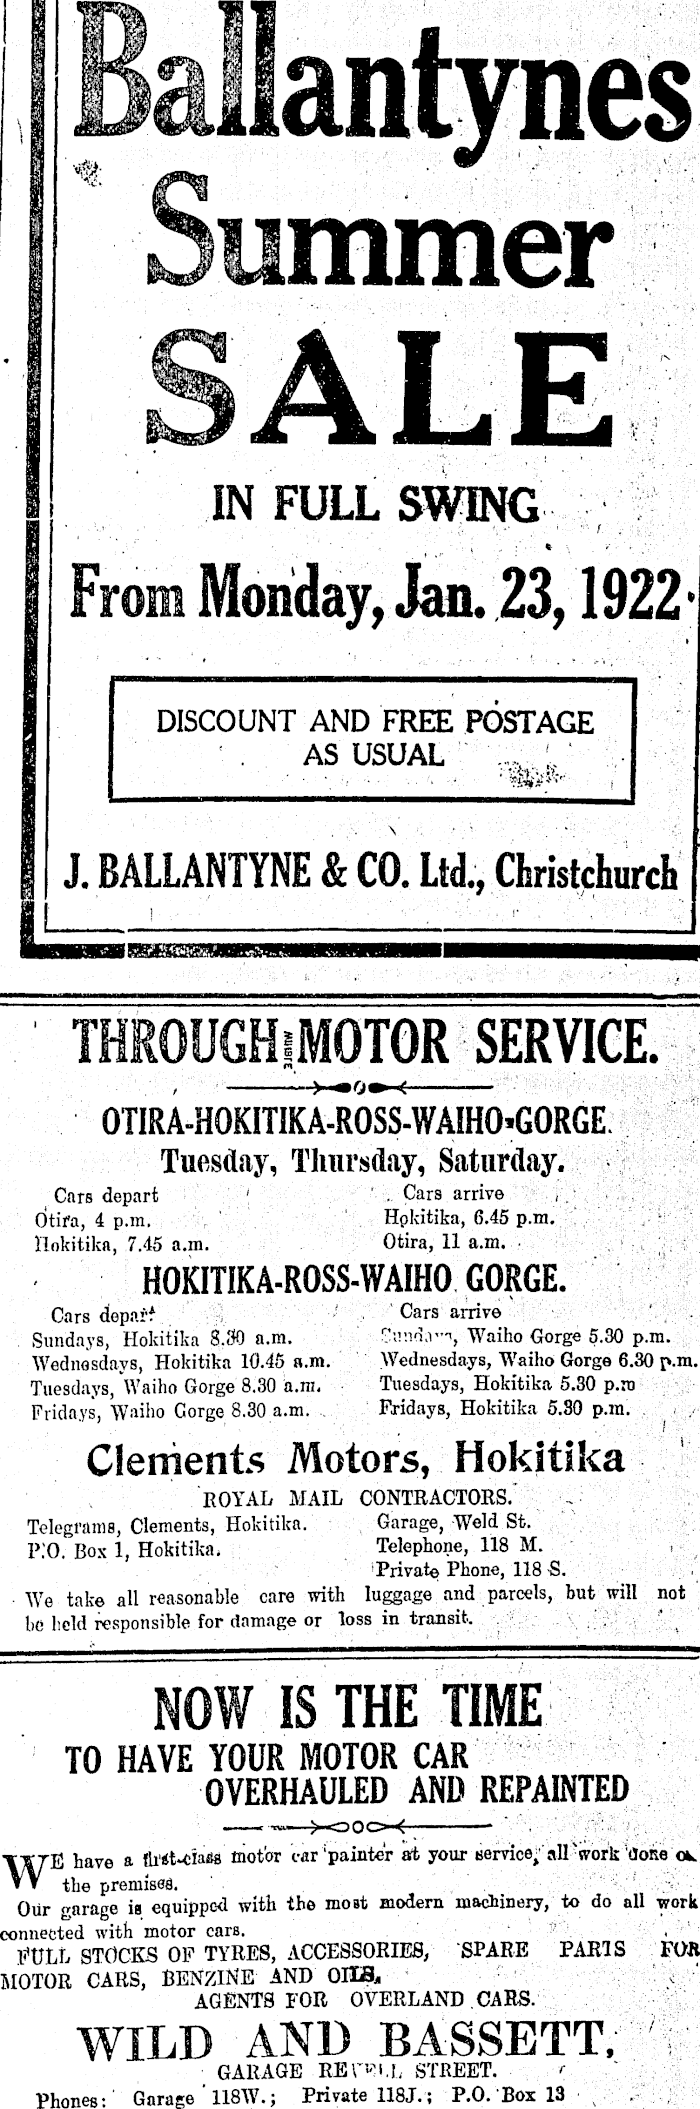 Ballantynes
Summer
SALE
IN FULL SWING
From Monday, Jan. 23, 1922.
DISCOUNT AND FREE POSTAGE
AS USUAL
J. BALLANTYNE & CO. Ltd., Christchurch
THROUGH MOTOR SERVICE.
OTIRA-HOKITIKA-ROSS-WAIHO-GORGE.
Tuesday, Thursday, Saturday.
Cars depart Cars arrive
Otira, 4 p.m. Hokitika, 6.45 p.m.
Hokitika, 7.45 a.m. Otira, 11 a.m.
HOKITIKA-ROSS-WAIHO GORGE.
Cars depart Cars arrive
Sundays, Hokitika 8.30 a.m. Sundays, Waiho Gorge 5.30 p.m.
Wednesdays, Hokitika 10.45 a.m. Wednesdays, Waiho Gorge 6.30 p.m.
Tuesdays, Waiho Gorge 8.30 a.m. Tuesdays, Hokitika 5.30 p.m
Fridays, Waiho Gorge 8.30 a.m. Fridays, Hokitika 5.30 p.m.
Clements Motors, Hokitika
ROYAL MAIL CONTRACTORS.
Telegrams, Clements, Hokitika. Garage, Weld St.
P.O. Box 1, Hokitika. Telephone, 118 M.
Private Phone, 118 S.
We take all reasonable care with luggage and parcels, but will not
be held responsible for damage or loss in transit.
NOW IS THE TIME
TO HAVE YOUR MOTOR CAR
OVERHAULED AND REPAINTED
WE have a first-class motor car painter at your service, all work done on
the premises.
Our garage is equipped with the most modern machinery, to do all work
connected with motor cars.
FULL STOCKS OF TYRES, ACCESSORIES, SPARE PARTS FOR
MOTOR CARS, BENZINE AND OILS,
AGENTS FOR OVERLAND CARS.
WILD AND BASSETT,
GARAGE REVELL STREET.
Phones: Garage 118W.; Private 118J.; P.O. Box 13